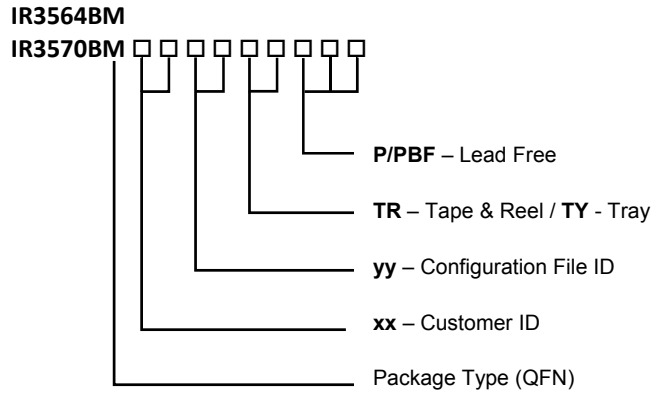 IR3564BM
IR3570BM □ □ □ □ □ □ □ □ □
P/PBF – Lead Free
TR – Tape & Reel / TY - Tray
yy – Configuration File ID
xx – Customer ID
Package Type (QFN)